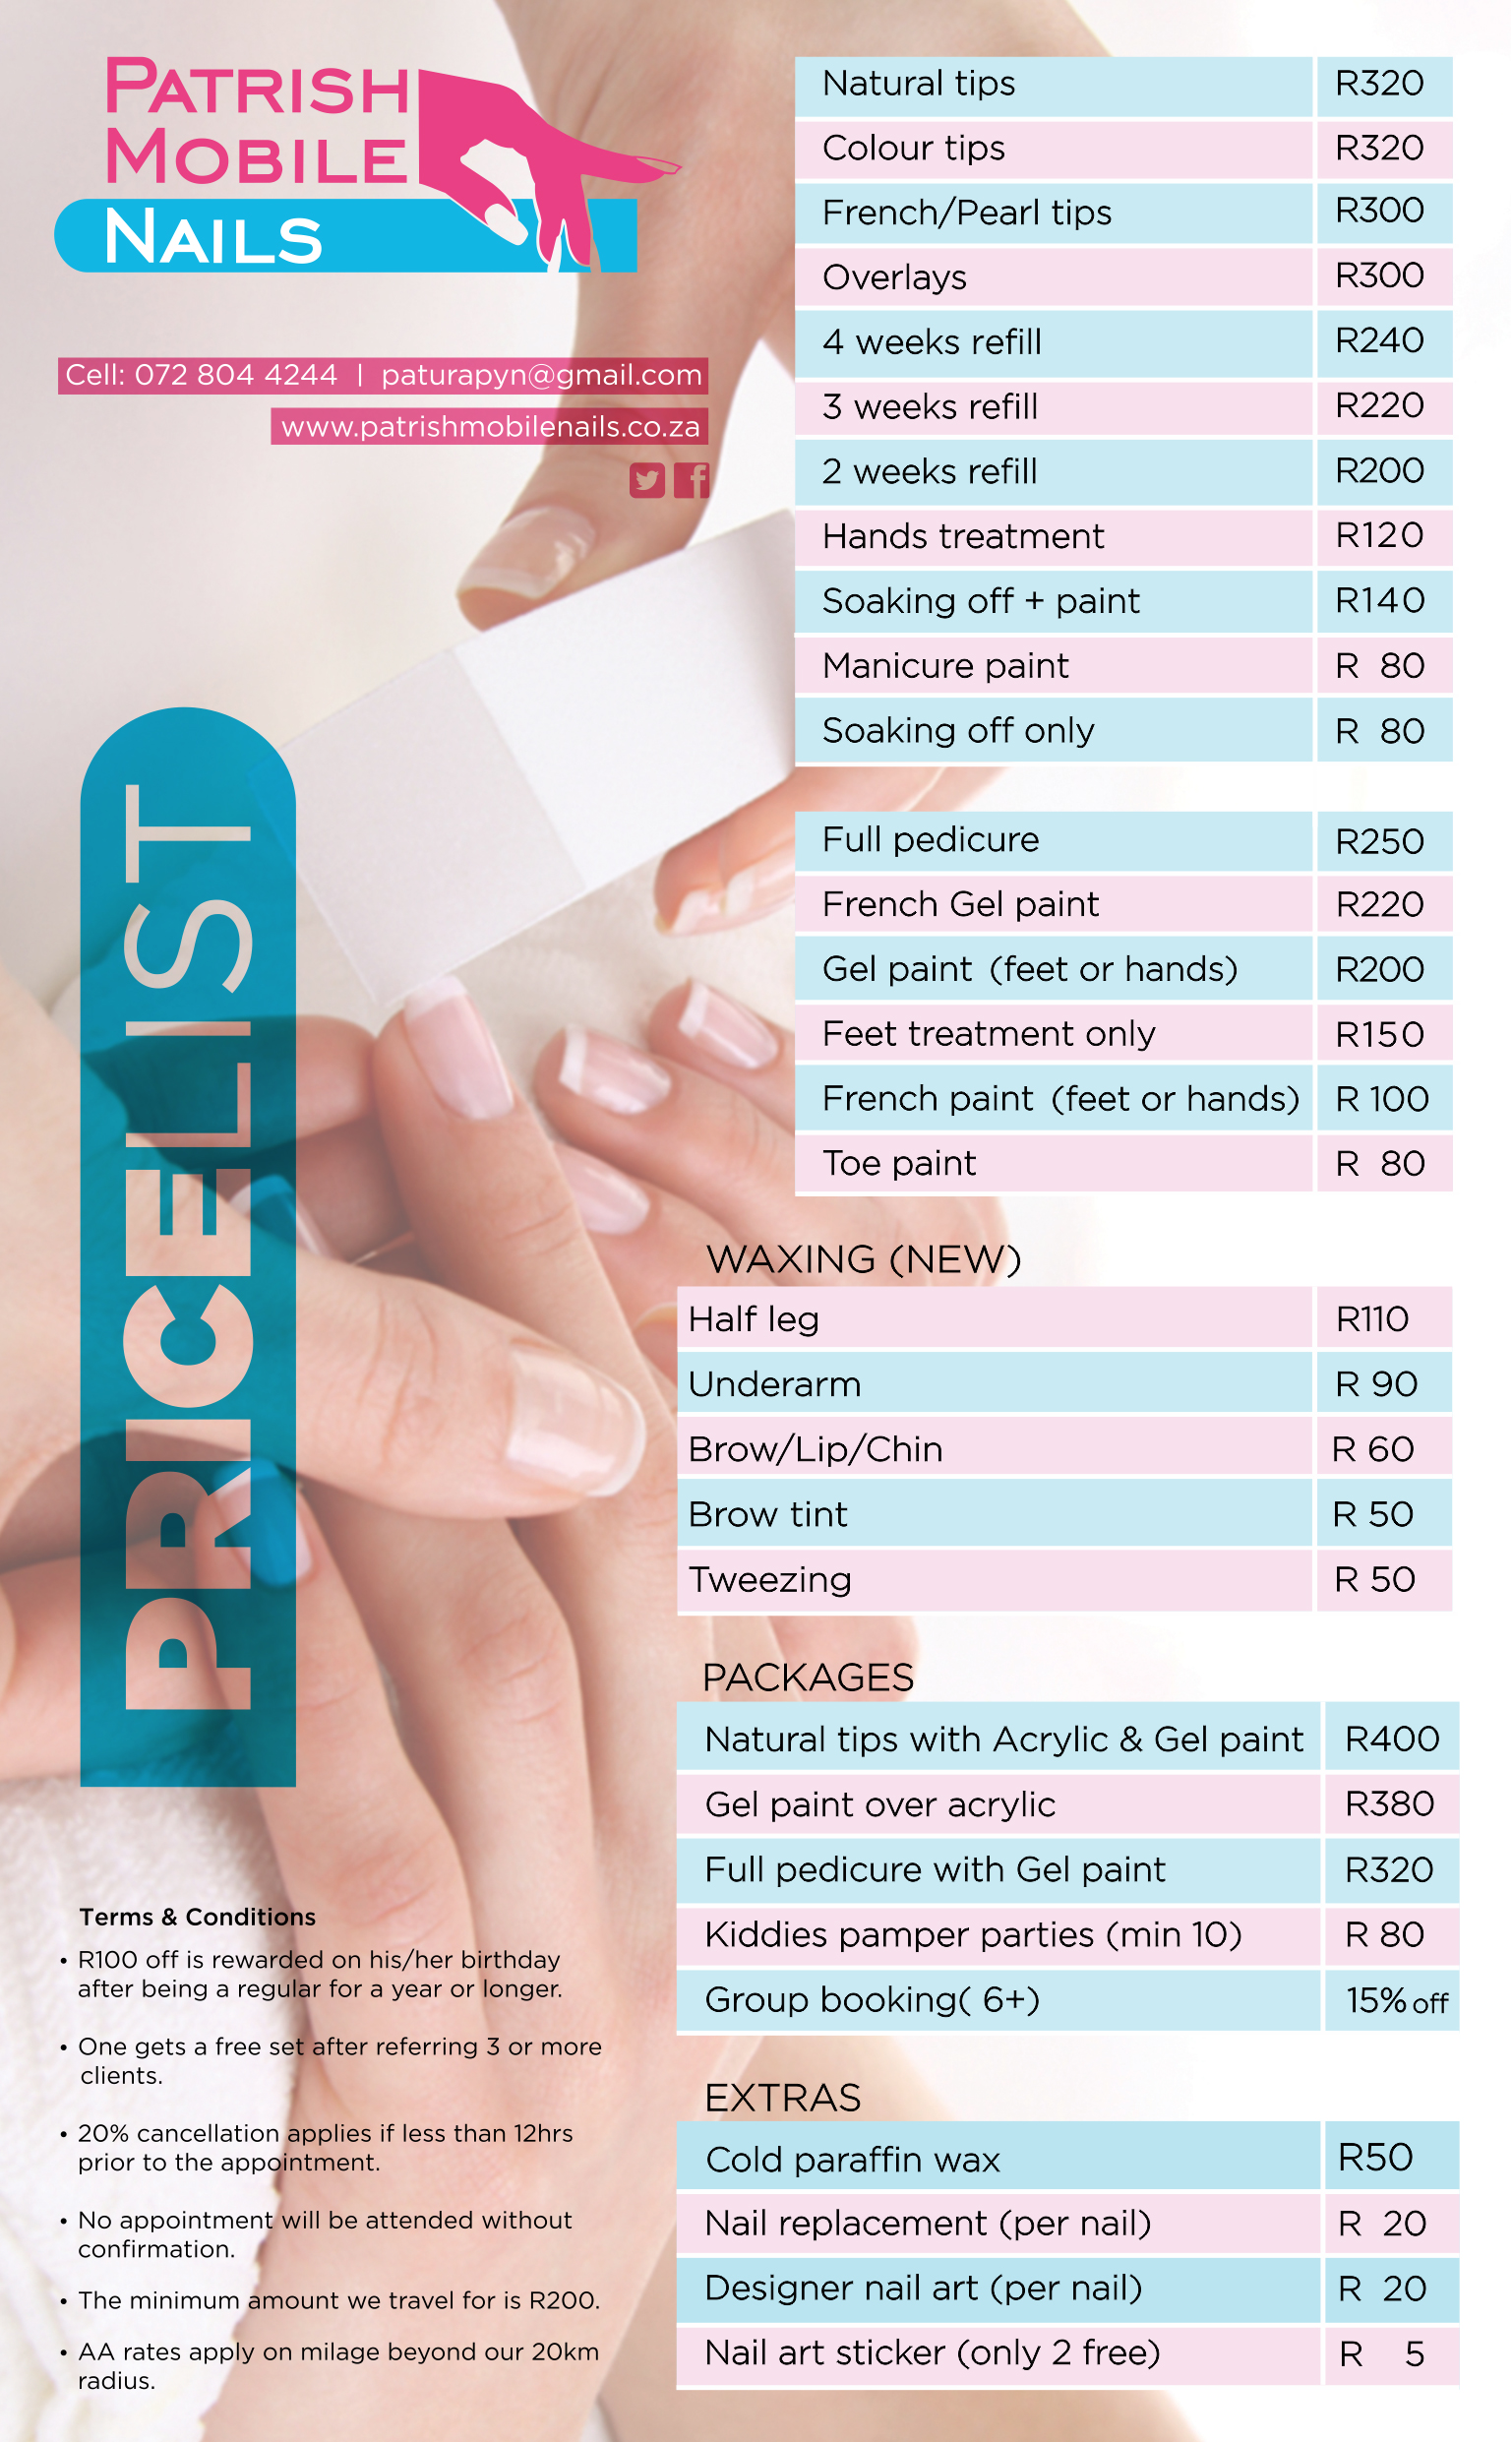 PATRISH
MOBILE
NAILS
Cell: 072 804 4244 | paturapyn@gmail.com
www.patrishmobilenails.co.za
PRICELIST
Natural tips R320
Colour tips R320
French/Pearl tips R300
Overlays R300
4 weeks refill R240
3 weeks refill R220
2 weeks refill R200
Hands treatment R120
Soaking off + paint R140
Manicure paint R 80
Soaking off only R 80
Full pedicure R250
French Gel paint R220
Gel paint (feet or hands) R200
Feet treatment only R150
French paint (feet or hands) R 100
Toe paint R 80
WAXING (NEW)
Half leg R110
Underarm R 90
Brow/Lip/Chin R 60
Brow tint R 50
Tweezing R 50
PACKAGES
Natural tips with Acrylic & Gel paint R400
Gel paint over acrylic R380
Full pedicure with Gel paint R320
Kiddies pamper parties (min 10) R 80
Group booking( 6+) 15% off
EXTRAS
Cold paraffin wax R50
Nail replacement (per nail) R 20
Designer nail art (per nail) R 20
Nail art sticker (only 2 free) R 5
Terms & Conditions
• R100 off is rewarded on his/her birthday
after being a regular for a year or longer.
• One gets a free set after referring 3 or more
clients.
• 20% cancellation applies if less than 12hrs
prior to the appointment.
• No appointment will be attended without
confirmation.
• The minimum amount we travel for is R200.
• AA rates apply on milage beyond our 20km
radius.